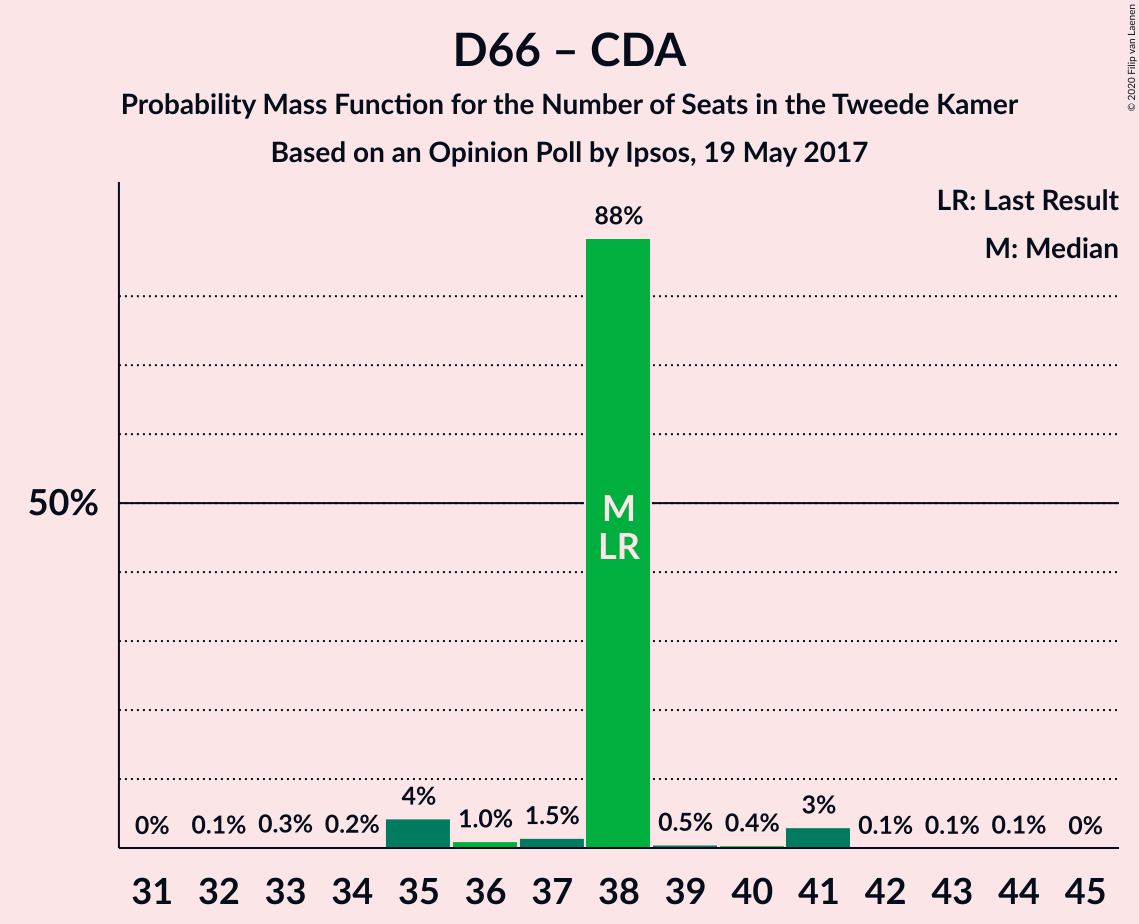 D66 – CDA
Probability Mass Function for the Number of Seats in the Tweede Kamer
Based on an Opinion Poll by Ipsos, 19 May 2017
© 2020 Filip van Laenen
LR: Last Result
M: Median
88%
50%
M
LR
0% 0.1% 0.3% 0.2% 4% 1.0% 1.5% 0.5% 0.4% 3% 0.1% 0.1% 0.1% 0%
31 32 33 34 35 36 37 38 39 40 41 42 43 44 45